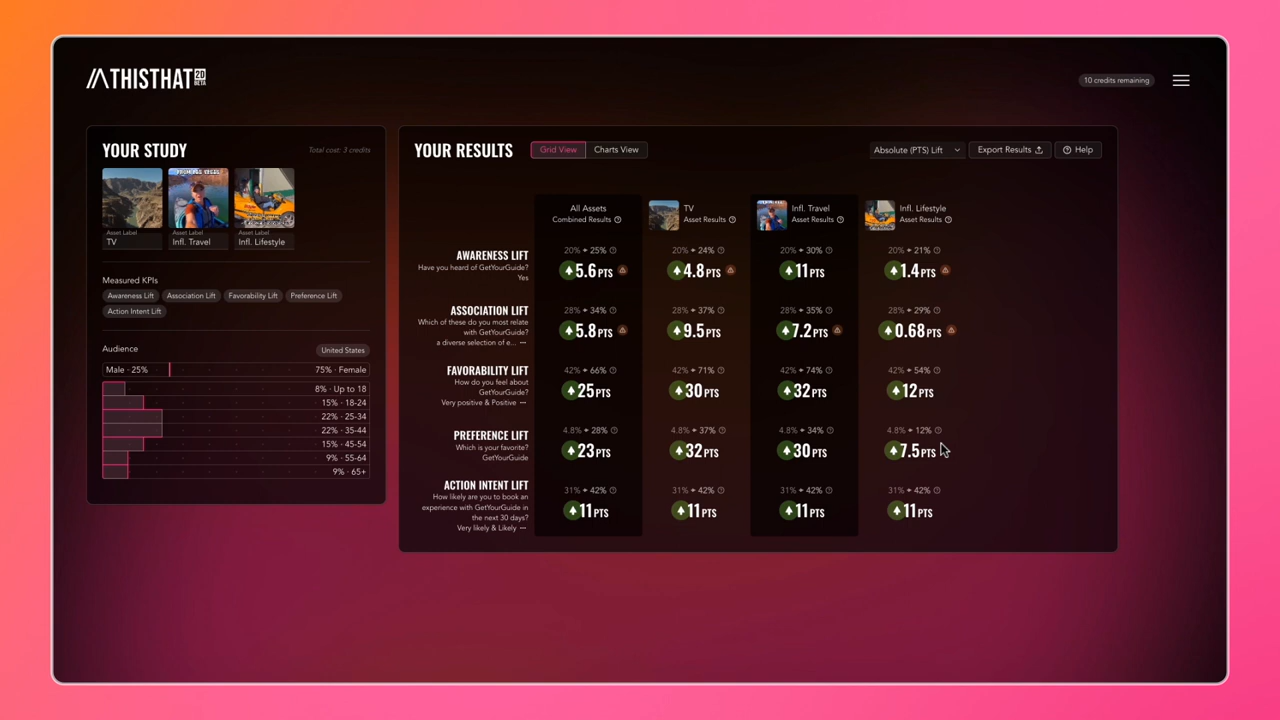 THISTHAT 2D BETA
10 credits remaining
YOUR STUDY
Total cost: 3 credits
Asset Label
TV
Asset Label
Infl. Travel
Asset Label
Infl. Lifestyle
Measured KPIs
Awareness Lift
Association Lift
Favorability Lift
Preference Lift
Action Intent Lift
Audience
United States
Male · 25%
75% · Female
8% · Up to 18
15% · 18-24
22% · 25-34
22% · 35-44
15% · 45-54
9% · 55-64
9% · 65+
YOUR RESULTS
Grid View
Charts View
Absolute (PTS) Lift
Export Results
Help
All Assets
Combined Results
TV
Asset Results
Infl. Travel
Asset Results
Infl. Lifestyle
Asset Results
AWARENESS LIFT
Have you heard of GetYourGuide?
Yes
20% → 25%
5.6 PTS
20% → 24%
4.8 PTS
20% → 30%
11 PTS
20% → 21%
1.4 PTS
ASSOCIATION LIFT
Which of these do you most relate
with GetYourGuide?
a diverse selection of e...
28% → 34%
5.8 PTS
28% → 37%
9.5 PTS
28% → 35%
7.2 PTS
28% → 29%
0.68 PTS
FAVORABILITY LIFT
How do you feel about
GetYourGuide?
Very positive & Positive
42% → 66%
25 PTS
42% → 71%
30 PTS
42% → 74%
32 PTS
42% → 54%
12 PTS
PREFERENCE LIFT
Which is your favorite?
GetYourGuide
4.8% → 28%
23 PTS
4.8% → 37%
32 PTS
4.8% → 34%
30 PTS
4.8% → 12%
7.5 PTS
ACTION INTENT LIFT
How likely are you to book an
experience with GetYourGuide in
the next 30 days?
Very likely & Likely
31% → 42%
11 PTS
31% → 42%
11 PTS
31% → 42%
11 PTS
31% → 42%
11 PTS